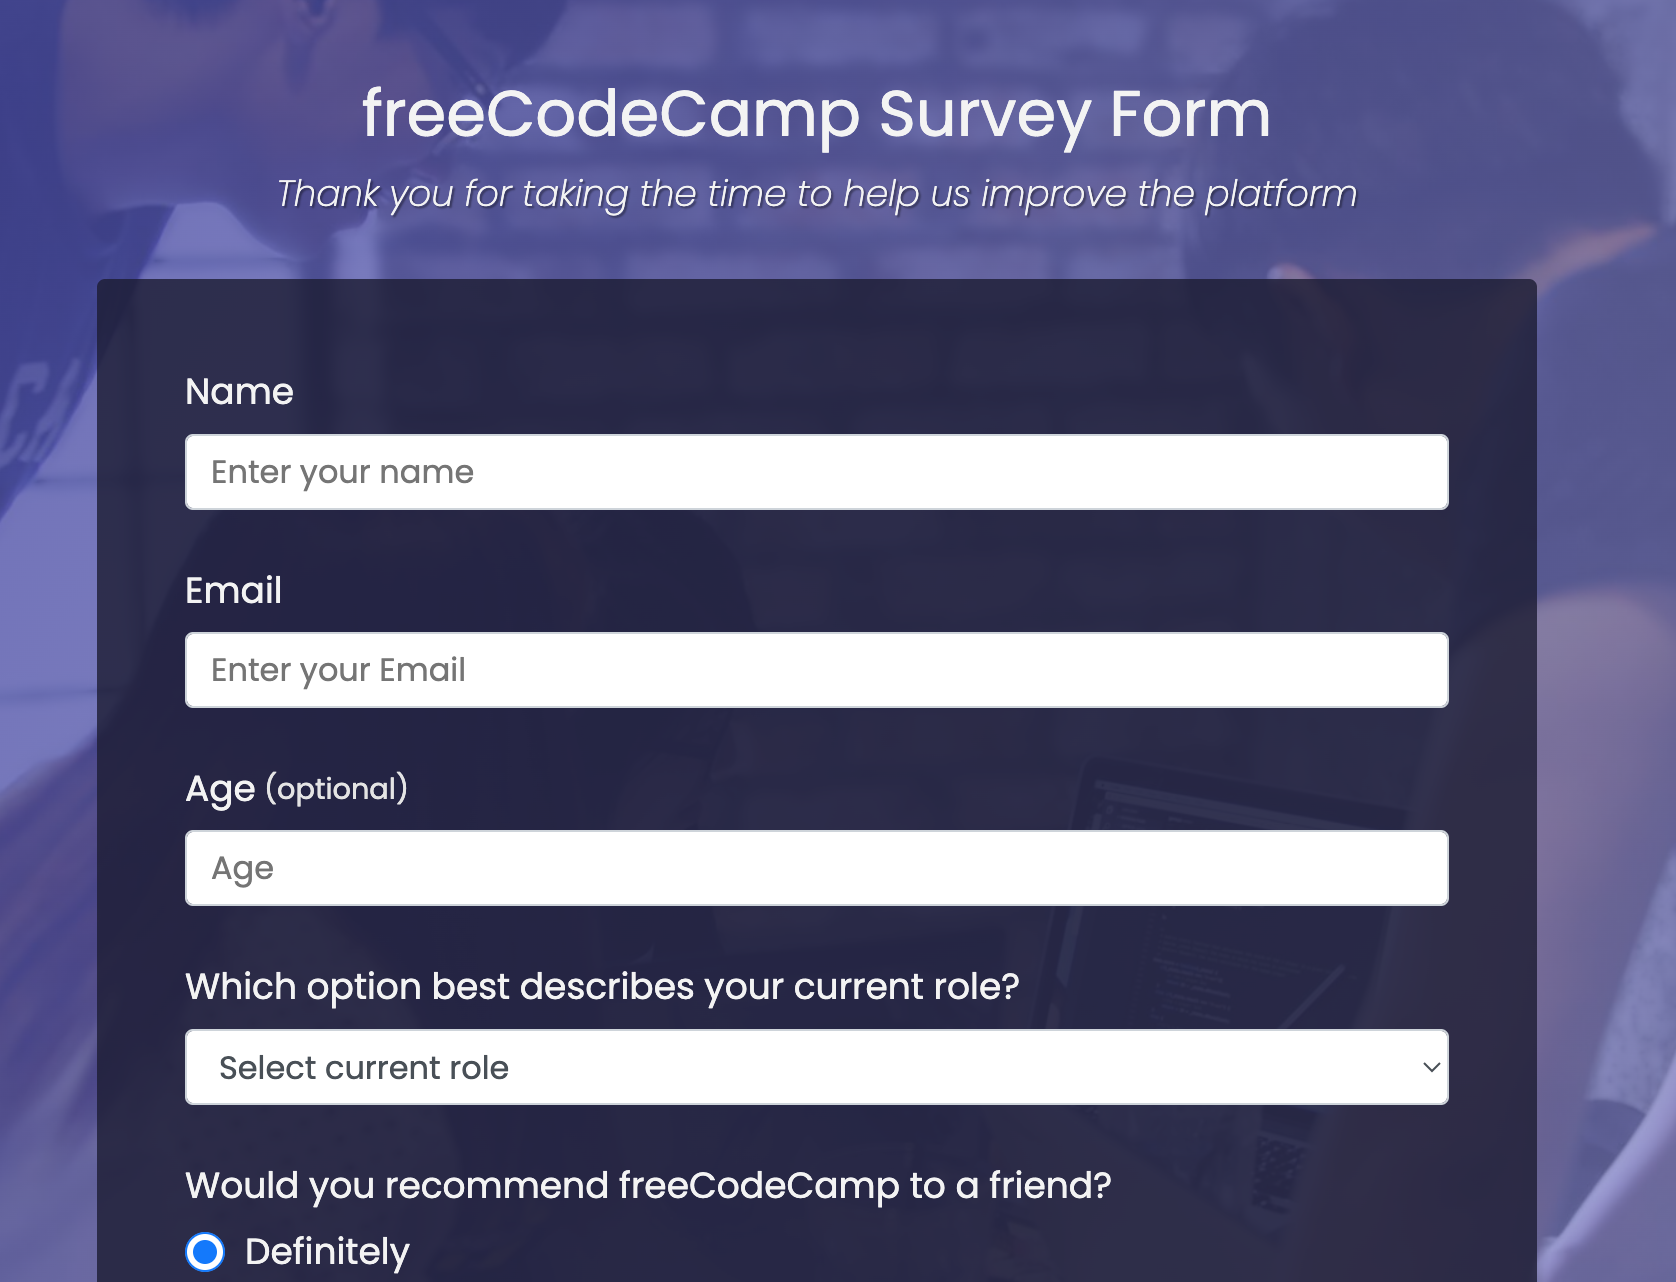 freeCodeCamp Survey Form
Thank you for taking the time to help us improve the platform
Name
Enter your name
Email
Enter your Email
Age (optional)
Age
Which option best describes your current role?
Select current role
Would you recommend freeCodeCamp to a friend?
Definitely